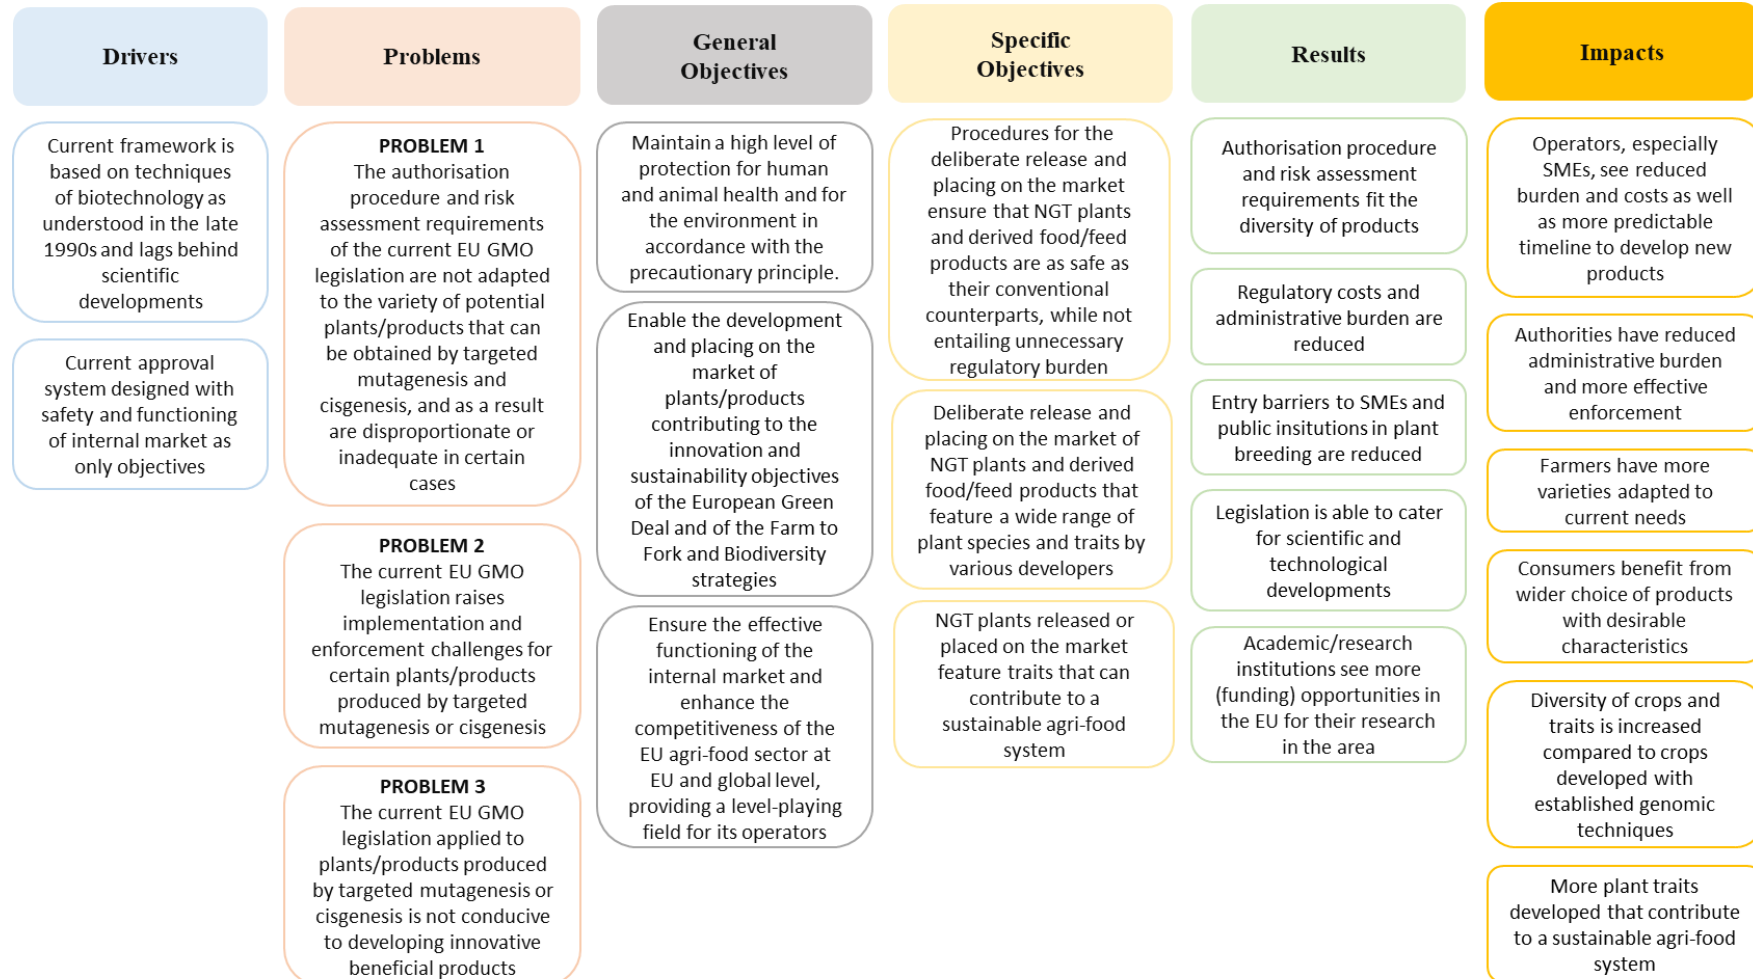 Drivers
Current framework is
based on techniques
of biotechnology as
understood in the late
1990s and lags behind
scientific
developments
Current approval
system designed with
safety and functioning
of internal market as
only objectives
Problems
PROBLEM 1
The authorisation
procedure and risk
assessment requirements
of the current EU GMO
legislation are not adapted
to the variety of potential
plants/products that can
be obtained by targeted
mutagenesis and
cisgenesis, and as a result
are disproportionate or
inadequate in certain
cases
PROBLEM 2
The current EU GMO
legislation raises
implementation and
enforcement challenges for
certain plants/products
produced by targeted
mutagenesis or cisgenesis
PROBLEM 3
The current EU GMO
legislation applied to
plants/products produced
by targeted mutagenesis or
cisgenesis is not conducive
to developing innovative
beneficial products
General
Objectives
Maintain a high level of
protection for human
and animal health and for
the environment in
accordance with the
precautionary principle.
Enable the development
and placing on the
market of
plants/products
contributing to the
innovation and
sustainability objectives
of the European Green
Deal and of the Farm to
Fork and Biodiversity
strategies
Ensure the effective
functioning of the
internal market and
enhance the
competitiveness of the
EU agri-food sector at
EU and global level,
providing a level-playing
field for its operators
Specific
Objectives
Procedures for the
deliberate release and
placing on the market
ensure that NGT plants
and derived food/feed
products are as safe as
their conventional
counterparts, while not
entailing unnecessary
regulatory burden
Deliberate release and
placing on the market of
NGT plants and derived
food/feed products that
feature a wide range of
plant species and traits by
various developers
NGT plants released or
placed on the market
feature traits that can
contribute to a
sustainable agri-food
system
Results
Authorisation procedure
and risk assessment
requirements fit the
diversity of products
Regulatory costs and
administrative burden are
reduced
Entry barriers to SMEs and
public insitutions in plant
breeding are reduced
Legislation is able to cater
for scientific and
technological
developments
Academic/research
institutions see more
(funding) opportunities in
the EU for their research
in the area
Impacts
Operators, especially
SMEs, see reduced
burden and costs as well
as more predictable
timeline to develop new
products
Authorities have reduced
administrative burden
and more effective
enforcement
Farmers have more
varieties adapted to
current needs
Consumers benefit from
wider choice of products
with desirable
characteristics
Diversity of crops and
traits is increased
compared to crops
developed with
established genomic
techniques
More plant traits
developed that contribute
to a sustainable agri-food
system